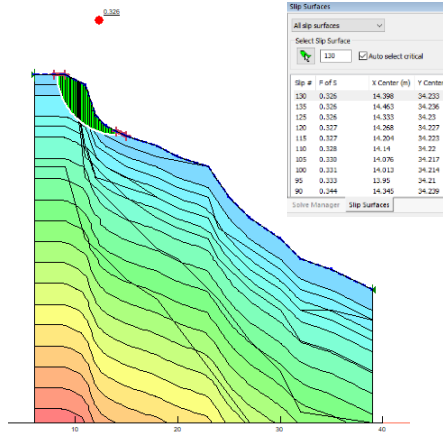 0.326
Slip Surfaces
All slip surfaces
Select Slip Surface
130 Auto select critical
Slip # F of S X Center (m) Y Center
130 0.326 14.398 34.233
135 0.326 14.463 34.236
125 0.326 14.333 34.23
120 0.327 14.268 34.227
115 0.327 14.204 34.223
110 0.328 14.14 34.22
105 0.330 14.076 34.217
100 0.331 14.013 34.214
95 0.333 13.95 34.21
90 0.344 14.345 34.239
Solve Manager Slip Surfaces
10 20 30 40